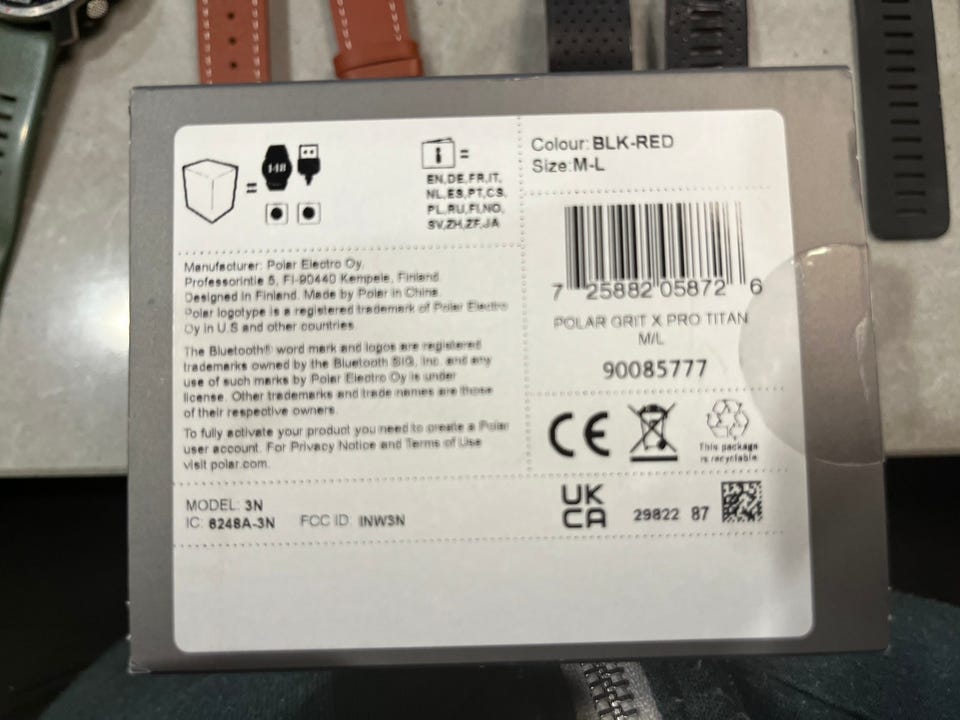 148
EN,DE,FR,IT,
NL,ES,PT,CS,
PL,RU,FI,NO,
SV,ZH,ZF,JA
Colour: BLK-RED
Size: M-L
7 25882 05872 6
POLAR GRIT X PRO TITAN
M/L
90085777
Manufacturer: Polar Electro Oy.
Professorintie 5, FI-90440 Kempele, Finland.
Designed in Finland. Made by Polar in China.
Polar logotype is a registered trademark of Polar Electro
Oy in U.S and other countries.
The Bluetooth® word mark and logos are registered
trademarks owned by the Bluetooth SIG, Inc. and any
use of such marks by Polar Electro Oy is under
license. Other trademarks and trade names are those
of their respective owners.
To fully activate your product you need to create a Polar
user account. For Privacy Notice and Terms of Use
visit polar.com.
CE
This package
is recyclable
MODEL: 3N
IC: 6248A-3N FCC ID: INW3N
UK
CA
29822 87